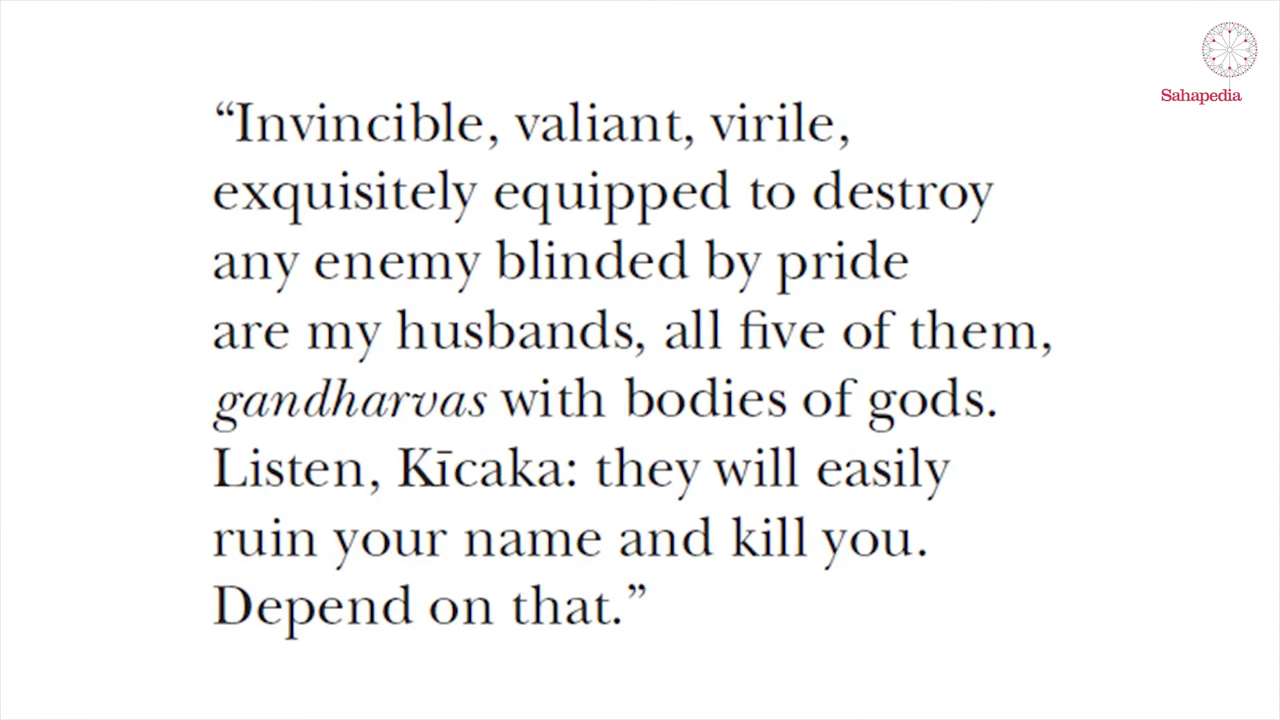 Sahapedia
“Invincible, valiant, virile,
exquisitely equipped to destroy
any enemy blinded by pride
are my husbands, all five of them,
gandharvas with bodies of gods.
Listen, Kīcaka: they will easily
ruin your name and kill you.
Depend on that.”